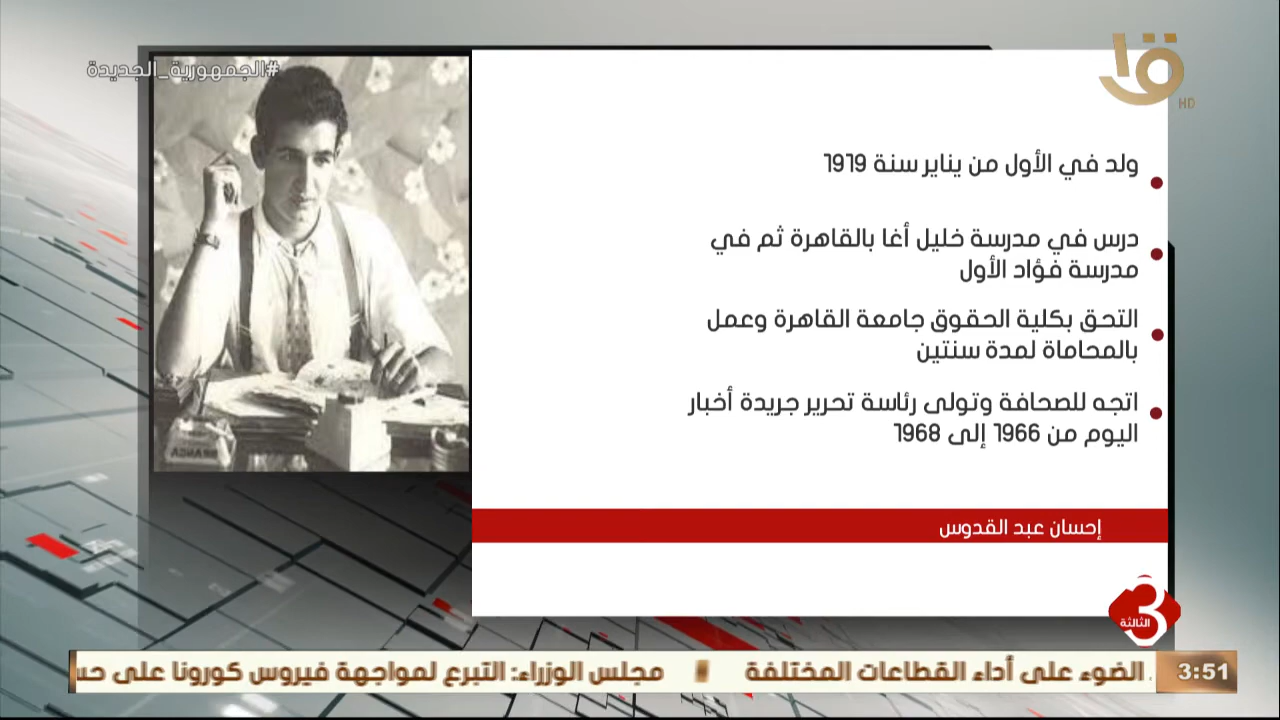 #الجمهورية_الجديدة
HD
ولد في الأول من يناير سنة 1919
درس في مدرسة خليل أغا بالقاهرة ثم في
مدرسة فؤاد الأول
التحق بكلية الحقوق جامعة القاهرة وعمل
بالمحاماة لمدة سنتين
اتجه للصحافة وتولى رئاسة تحرير جريدة أخبار
اليوم من 1966 إلى 1968
إحسان عبد القدوس
3
الثالثة
3:51
الضوء على أداء القطاعات المختلفة
مجلس الوزراء: التبرع لمواجهة فيروس كورونا على